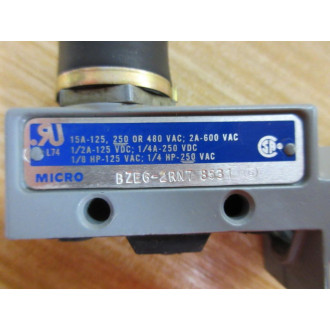 L74
15A-125, 250 OR 480 VAC; 2A-600 VAC
1/2A-125 VDC; 1/4A-250 VDC
1/8 HP-125 VAC; 1/4 HP-250 VAC
MICRO BZE6-2RN7